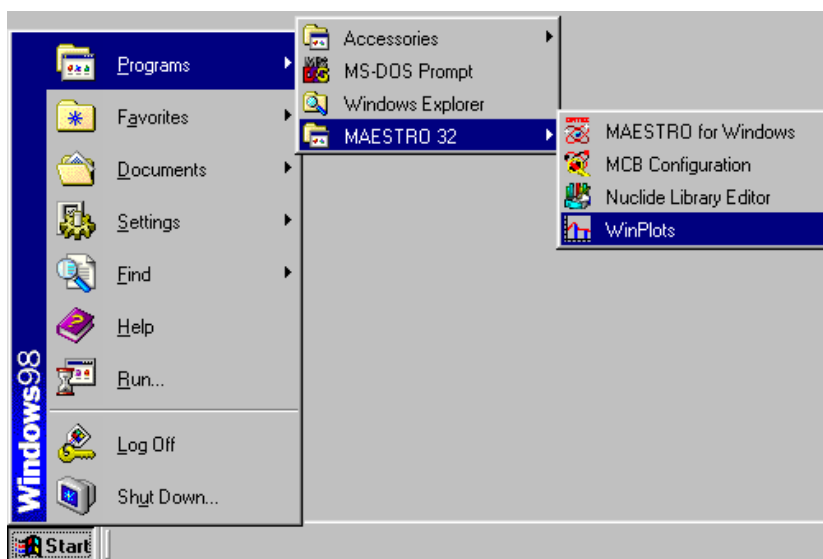 Programs
Favorites
Documents
Settings
Find
Help
Run...
Log Off
Shut Down...
Windows98
Start
Accessories
MS-DOS Prompt
Windows Explorer
MAESTRO 32
MAESTRO for Windows
MCB Configuration
Nuclide Library Editor
WinPlots